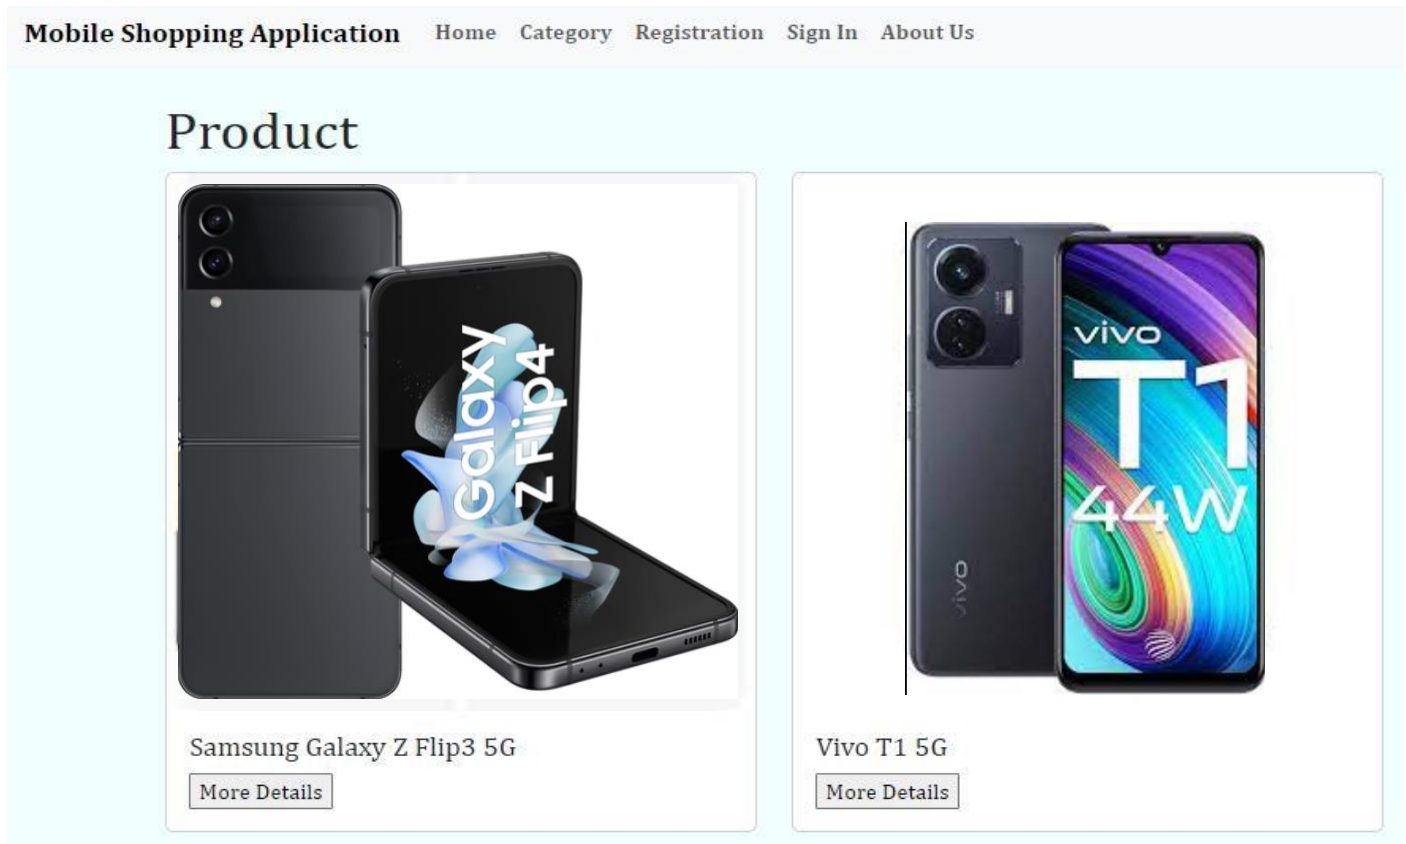 Mobile Shopping Application Home Category Registration Sign In About Us
Product
Galaxy
Z Flip4
vivo
T1
44W
vivo
Samsung Galaxy Z Flip3 5G
More Details
Vivo T1 5G
More Details